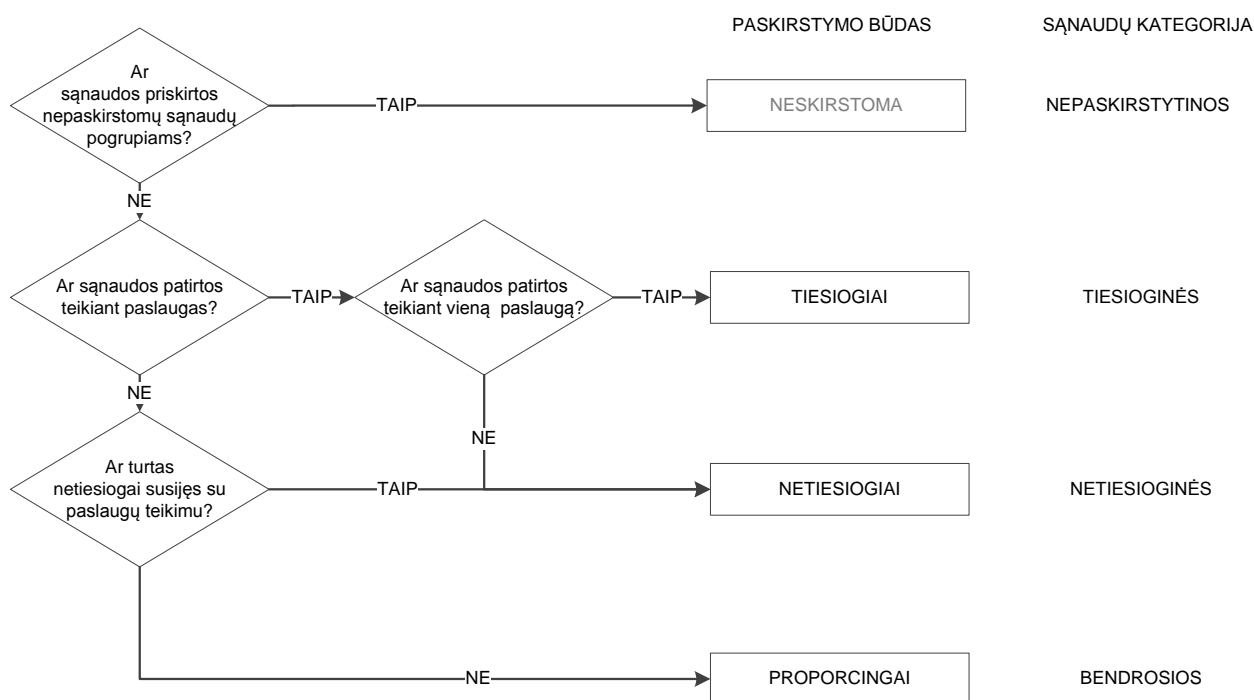 PASKIRSTYMO BŪDAS
SĄNAUDŲ KATEGORIJA
Ar
sąnaudos priskirtos
nepaskirstomų sąnaudų
pogrupiams?
TAIP
NESKIRSTOMA
NEPASKIRSTYTINOS
NE
Ar sąnaudos patirtos
teikiant paslaugas?
TAIP
Ar sąnaudos patirtos
teikiant vieną paslaugą?
TAIP
TIESIOGIAI
TIESIOGINĖS
NE
NE
Ar turtas
netiesiogai susijęs su
paslaugų teikimu?
TAIP
NETIESIOGIAI
NETIESIOGINĖS
NE
PROPORCINGAI
BENDROSIOS